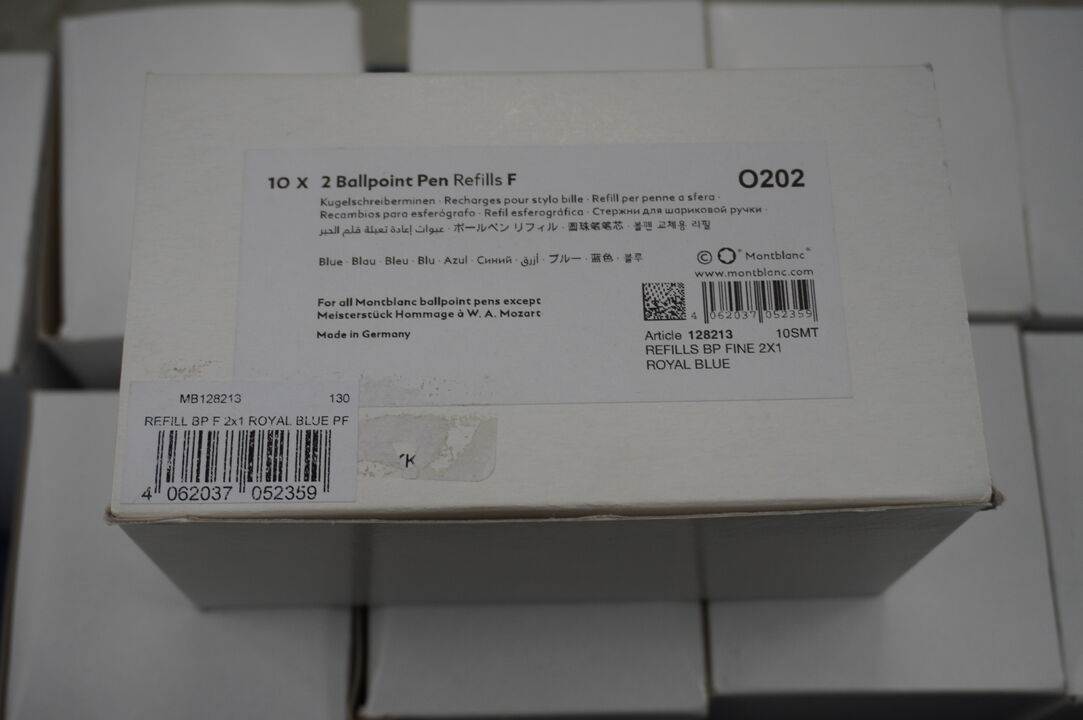 10 X 2 Ballpoint Pen Refills F
O202
Kugelschreiberminen · Recharges pour stylo bille · Refill per penne a sfera ·
Recambios para esferógrafo · Refil esferográfica · Стержни для шариковой ручки ·
عبوات إعادة تعبئة قلم الحبر · ボールペン リフィル · 圆珠笔笔芯 · 볼펜 교체용 리필
Blue · Blau · Bleu · Blu · Azul · Синий · أزرق · ブルー · 蓝色 · 블루
© Montblanc®
www.montblanc.com
For all Montblanc ballpoint pens except
Meisterstück Hommage à W. A. Mozart
Made in Germany
4 062037 052359
Article 128213 10SMT
REFILLS BP FINE 2X1
ROYAL BLUE
MB128213 130
REFILL BP F 2x1 ROYAL BLUE PF
4 062037 052359